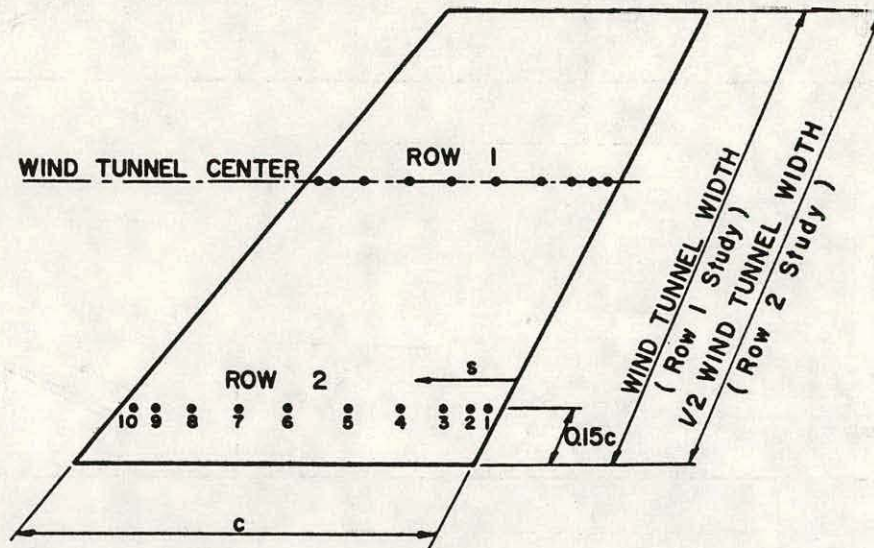 WIND TUNNEL CENTER
ROW 1
ROW 2
S
10 9 8 7 6 5 4 3 2 1
0.15c
C
WIND TUNNEL WIDTH
( Row 1 Study )
1/2 WIND TUNNEL WIDTH
( Row 2 Study )